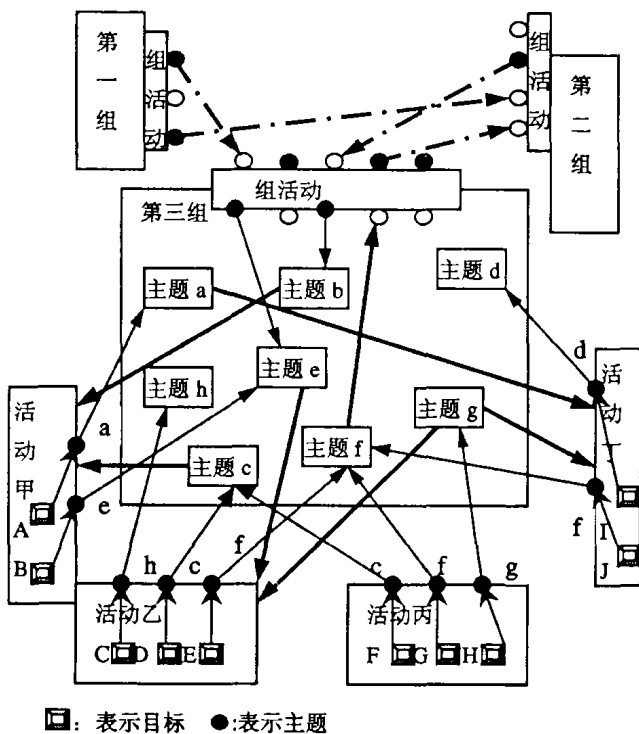 第一组
组活动
组活动
第二组
组活动
第三组
主题 a
主题 b
主题 d
主题 e
主题 h
主题 g
主题 f
主题 c
活动甲
a
e
A
B
活动丁
d
f
I
J
h
c
f
活动乙
C
D
E
c
f
g
活动丙
F
G
H
：表示目标
:表示主题